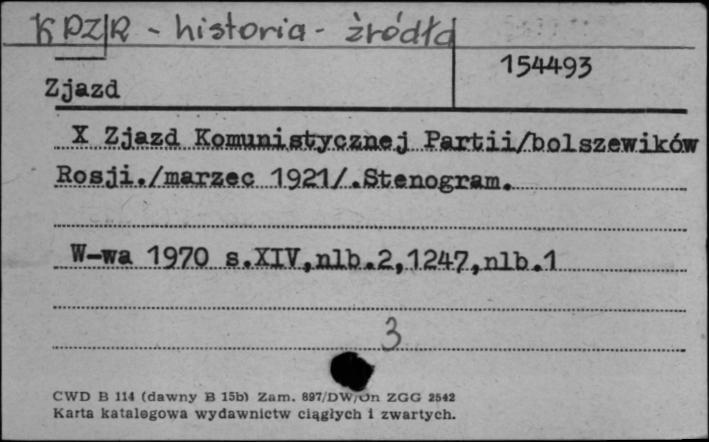 KPZR - historia - źródła
154493
Zjazd
X Zjazd Komunistycznej Partii/bolszewików
Rosji./marzec 1921/.Stenogram.
W-wa 1970 s.XIV,nlb.2,1247,nlb.1
3
CWD B 114 (dawny B 15b) Zam. 897/DW/Dn ZGG 2542
Karta katalogowa wydawnictw ciągłych i zwartych.